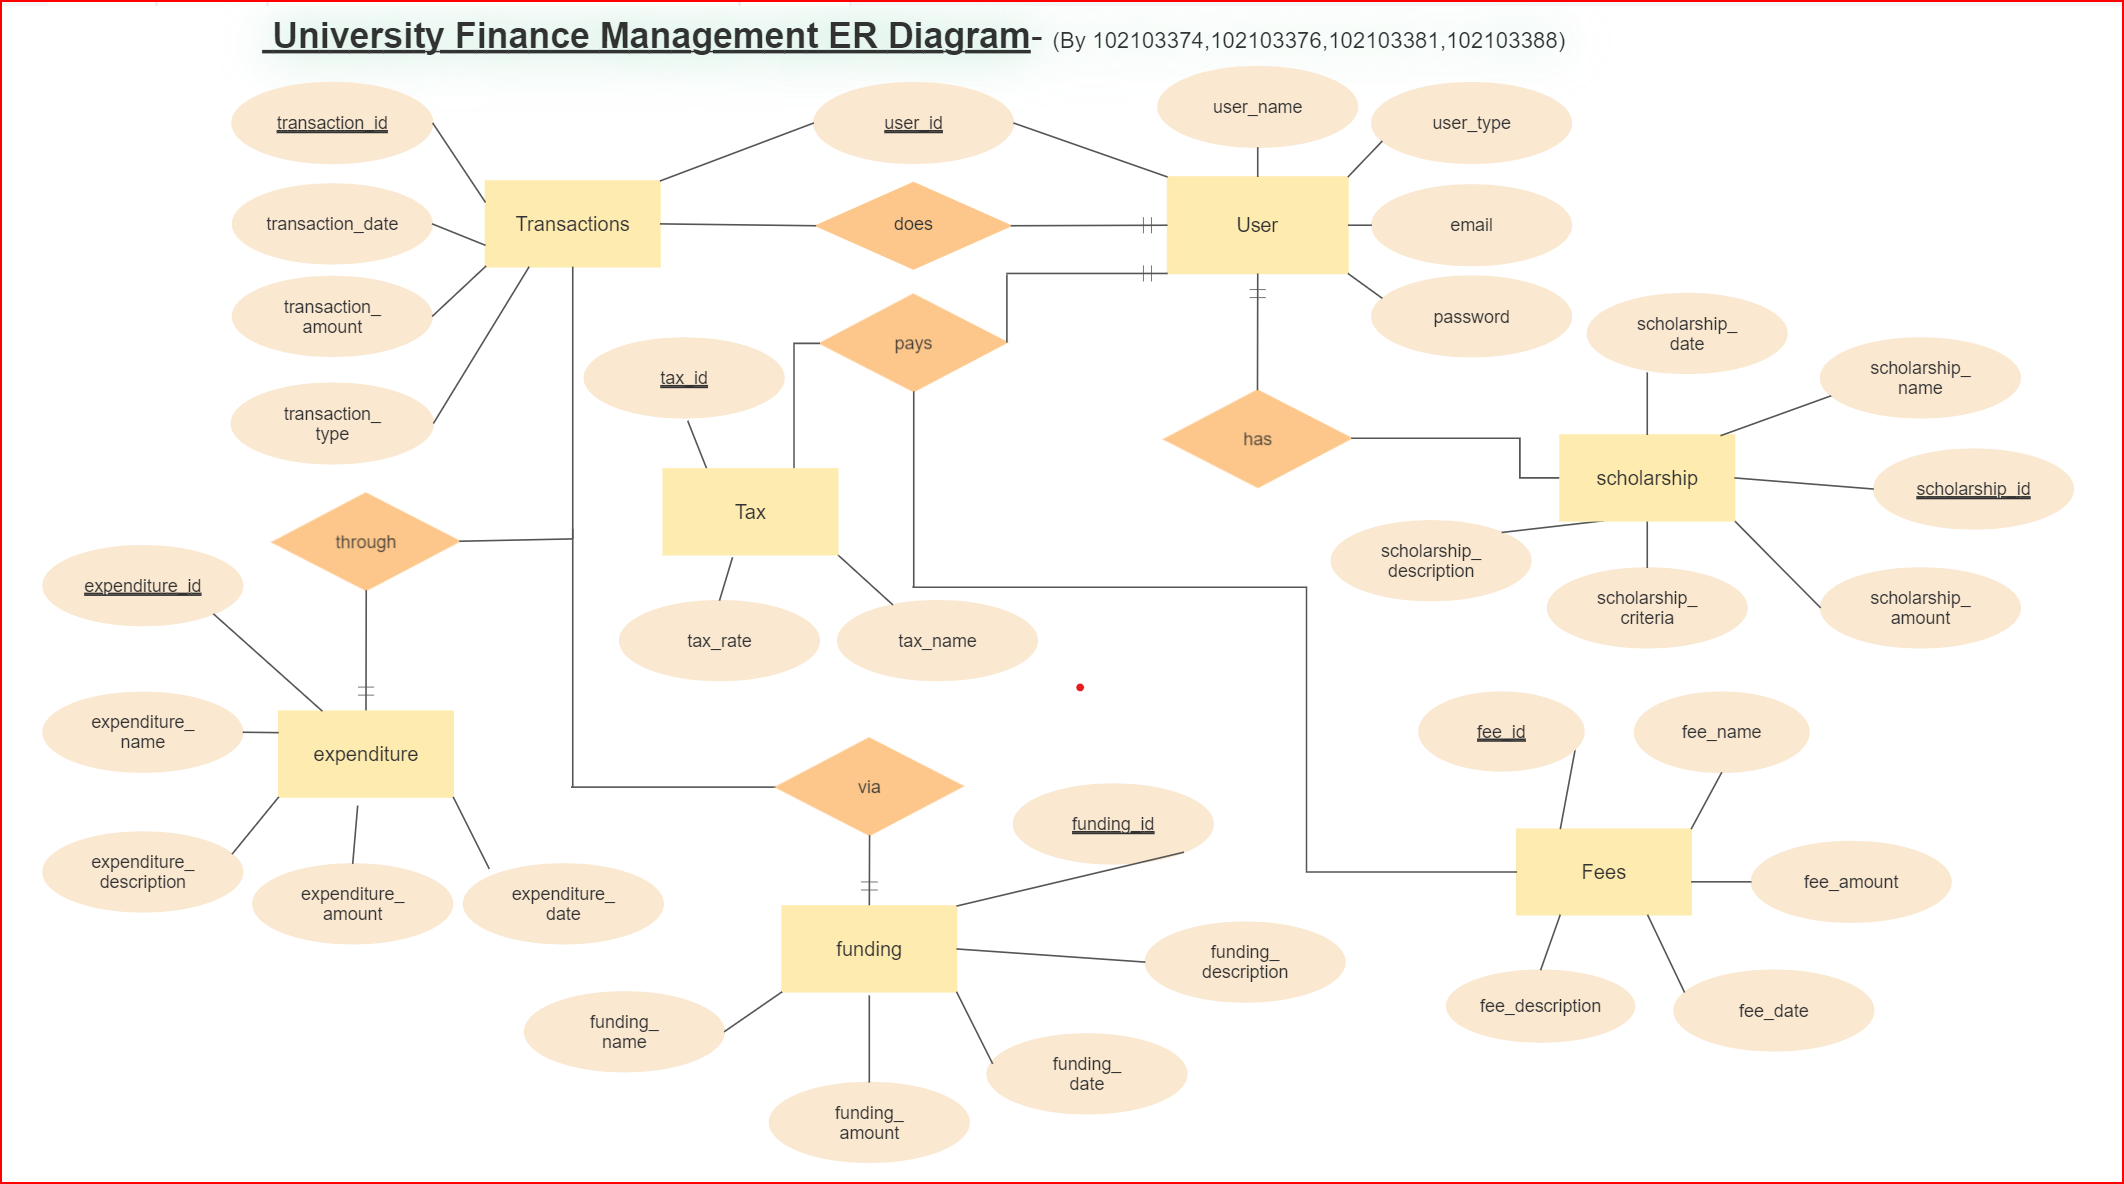 University Finance Management ER Diagram- (By 102103374,102103376,102103381,102103388)
transaction_id
user_id
user_name
user_type
transaction_date
Transactions
does
User
email
transaction_
amount
pays
password
transaction_
type
tax_id
has
scholarship_
date
scholarship_
name
scholarship
scholarship_id
through
Tax
scholarship_
description
scholarship_
criteria
scholarship_
amount
expenditure_id
tax_rate
tax_name
expenditure_
name
expenditure
via
fee_id
fee_name
funding_id
expenditure_
description
expenditure_
amount
expenditure_
date
Fees
fee_amount
funding
funding_
description
fee_description
fee_date
funding_
name
funding_
date
funding_
amount